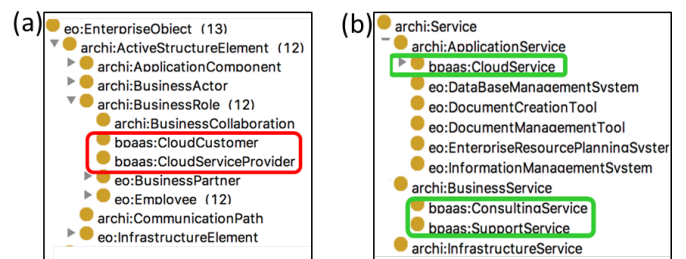 (a)
eo:EnterpriseObject (13)
archi:ActiveStructureElement (12)
archi:ApplicationComponent
archi:BusinessActor
archi:BusinessRole (12)
archi:BusinessCollaboration
bpaas:CloudCustomer
bpaas:CloudServiceProvider
eo:BusinessPartner
eo:Employee (12)
archi:CommunicationPath
eo:InfrastructureElement
(b)
archi:Service
archi:ApplicationService
bpaas:CloudService
eo:DataBaseManagementSystem
eo:DocumentCreationTool
eo:DocumentManagementTool
eo:EnterpriseResourcePlanningSyster
eo:InformationManagementSystem
archi:BusinessService
bpaas:ConsultingService
bpaas:SupportService
archi:InfrastructureService